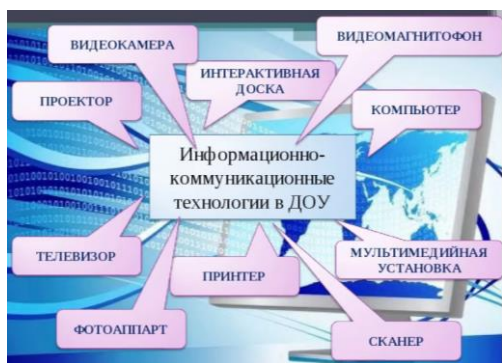 ВИДЕОКАМЕРА
ВИДЕОМАГНИТОФОН
ИНТЕРАКТИВНАЯ
ДОСКА
ПРОЕКТОР
КОМПЬЮТЕР
Информационно-
коммуникационные
технологии в ДОУ
ТЕЛЕВИЗОР
ПРИНТЕР
МУЛЬТИМЕДИЙНАЯ
УСТАНОВКА
ФОТОАППАРТ
СКАНЕР